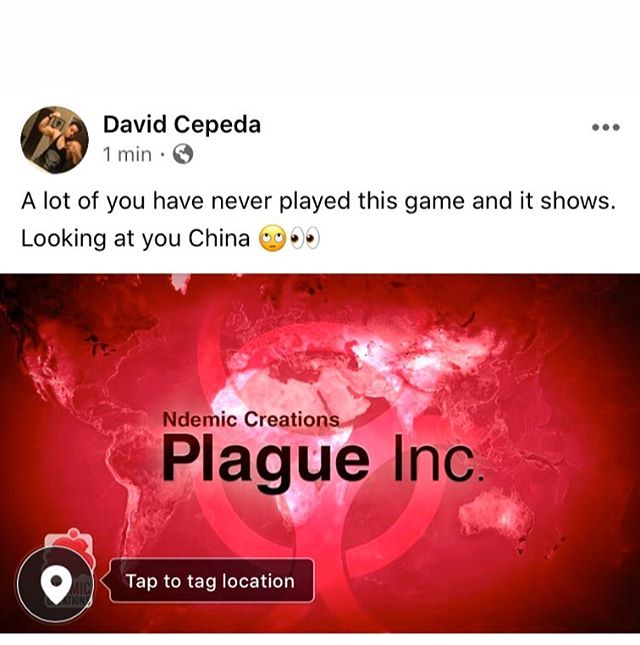 David Cepeda
1 min ·
A lot of you have never played this game and it shows.
Looking at you China 🙄👀
Ndemic Creations
Plague Inc.
Tap to tag location